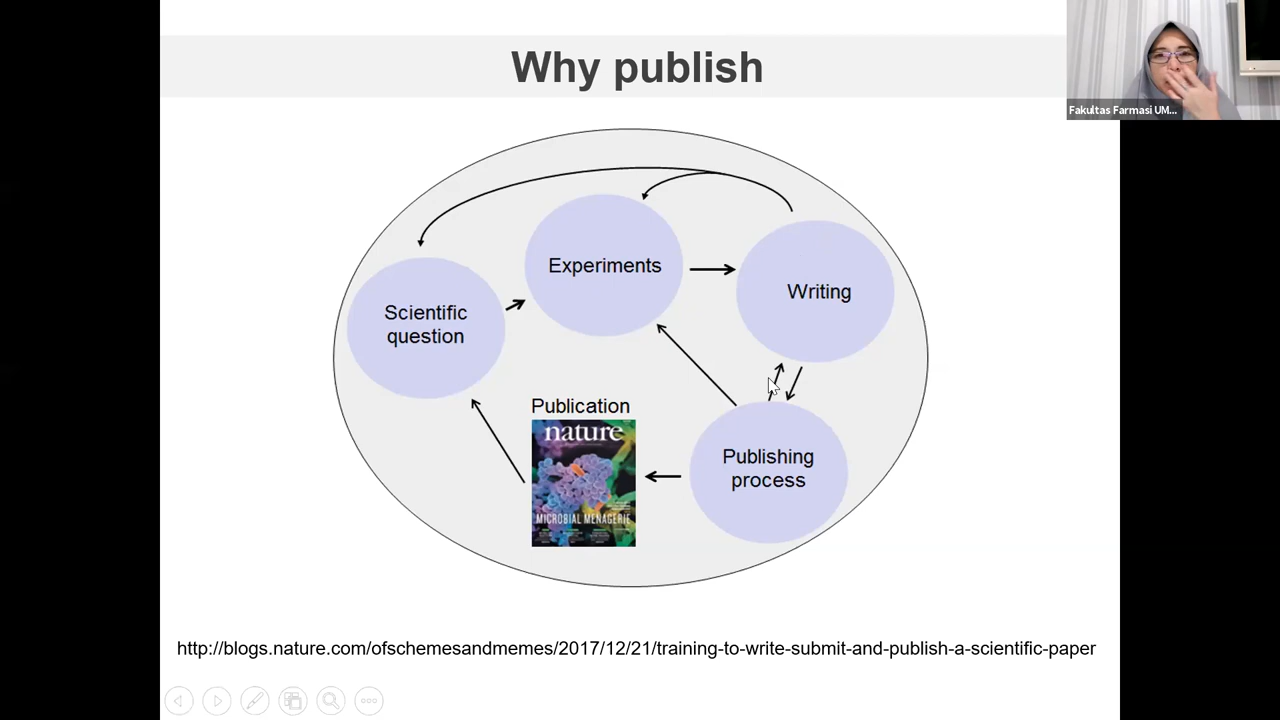 Why publish
Fakultas Farmasi UM...
Experiments
Writing
Scientific
question
Publication
nature
MICROBIAL MENAGERIE
Publishing
process
http://blogs.nature.com/ofschemesandmemes/2017/12/21/training-to-write-submit-and-publish-a-scientific-paper